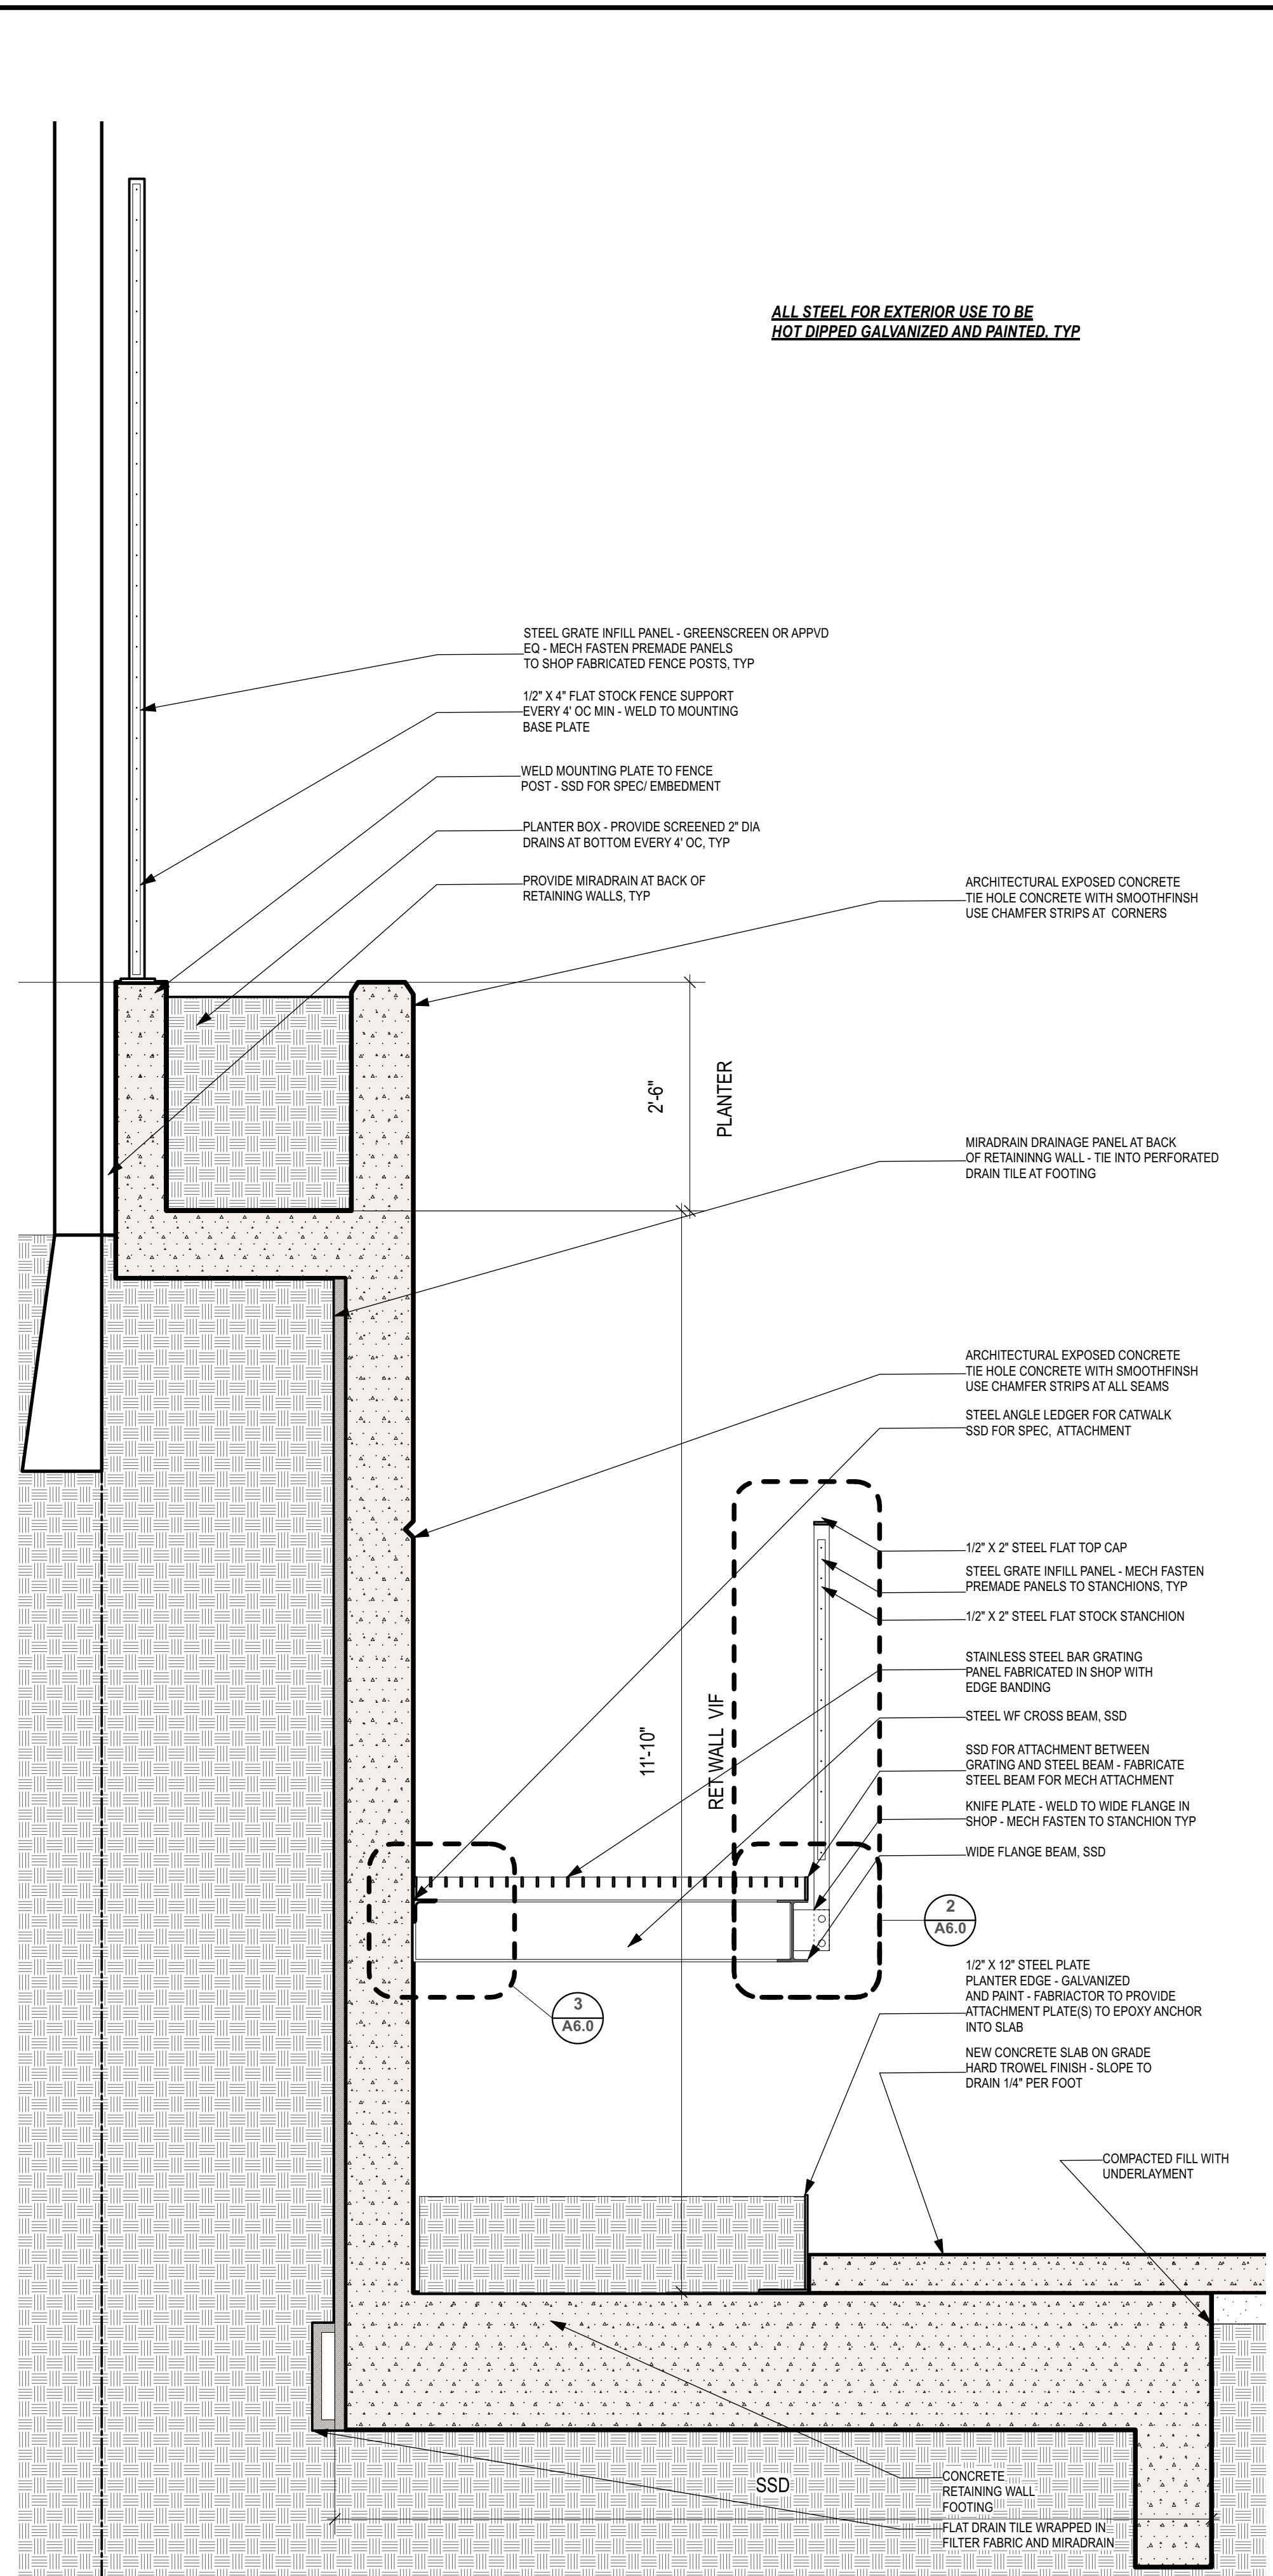 ALL STEEL FOR EXTERIOR USE TO BE
HOT DIPPED GALVANIZED AND PAINTED, TYP
STEEL GRATE INFILL PANEL - GREENSCREEN OR APPVD
EQ - MECH FASTEN PREMADE PANELS
TO SHOP FABRICATED FENCE POSTS, TYP
1/2" X 4" FLAT STOCK FENCE SUPPORT
EVERY 4' OC MIN - WELD TO MOUNTING
BASE PLATE
WELD MOUNTING PLATE TO FENCE
POST - SSD FOR SPEC/ EMBEDMENT
PLANTER BOX - PROVIDE SCREENED 2" DIA
DRAINS AT BOTTOM EVERY 4' OC, TYP
PROVIDE MIRADRAIN AT BACK OF
RETAINING WALLS, TYP
ARCHITECTURAL EXPOSED CONCRETE
TIE HOLE CONCRETE WITH SMOOTHFINSH
USE CHAMFER STRIPS AT CORNERS
2'-6"
PLANTER
MIRADRAIN DRAINAGE PANEL AT BACK
OF RETAININNG WALL - TIE INTO PERFORATED
DRAIN TILE AT FOOTING
ARCHITECTURAL EXPOSED CONCRETE
TIE HOLE CONCRETE WITH SMOOTHFINSH
USE CHAMFER STRIPS AT ALL SEAMS
STEEL ANGLE LEDGER FOR CATWALK
SSD FOR SPEC, ATTACHMENT
1/2" X 2" STEEL FLAT TOP CAP
STEEL GRATE INFILL PANEL - MECH FASTEN
PREMADE PANELS TO STANCHIONS, TYP
1/2" X 2" STEEL FLAT STOCK STANCHION
STAINLESS STEEL BAR GRATING
PANEL FABRICATED IN SHOP WITH
EDGE BANDING
STEEL WF CROSS BEAM, SSD
11'-10"
RET WALL VIF
SSD FOR ATTACHMENT BETWEEN
GRATING AND STEEL BEAM - FABRICATE
STEEL BEAM FOR MECH ATTACHMENT
KNIFE PLATE - WELD TO WIDE FLANGE IN
SHOP - MECH FASTEN TO STANCHION TYP
WIDE FLANGE BEAM, SSD
2
A6.0
3
A6.0
1/2" X 12" STEEL PLATE
PLANTER EDGE - GALVANIZED
AND PAINT - FABRIACTOR TO PROVIDE
ATTACHMENT PLATE(S) TO EPOXY ANCHOR
INTO SLAB
NEW CONCRETE SLAB ON GRADE
HARD TROWEL FINISH - SLOPE TO
DRAIN 1/4" PER FOOT
COMPACTED FILL WITH
UNDERLAYMENT
SSD
CONCRETE
RETAINING WALL
FOOTING
FLAT DRAIN TILE WRAPPED IN
FILTER FABRIC AND MIRADRAIN